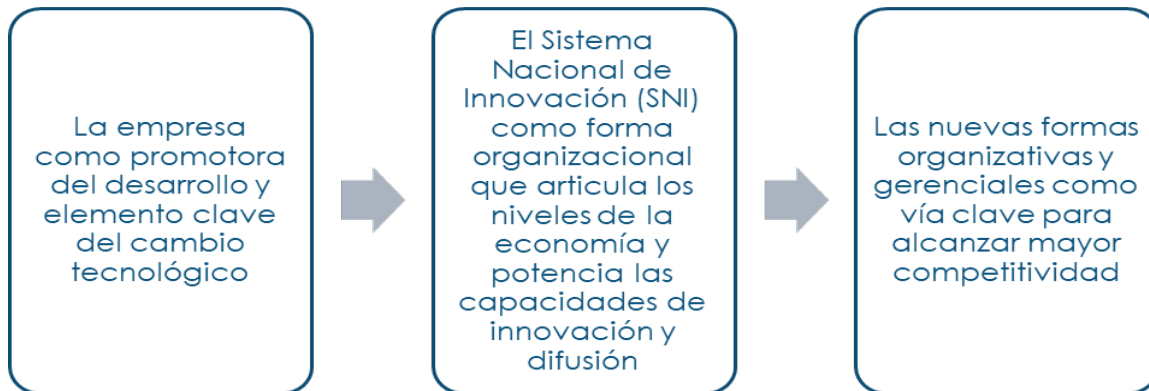 La empresa
como promotora
del desarrollo y
elemento clave
del cambio
tecnológico
El Sistema
Nacional de
Innovación (SNI)
como forma
organizacional
que articula los
niveles de la
economía y
potencia las
capacidades de
innovación y
difusión
Las nuevas formas
organizativas y
gerenciales como
vía clave para
alcanzar mayor
competitividad